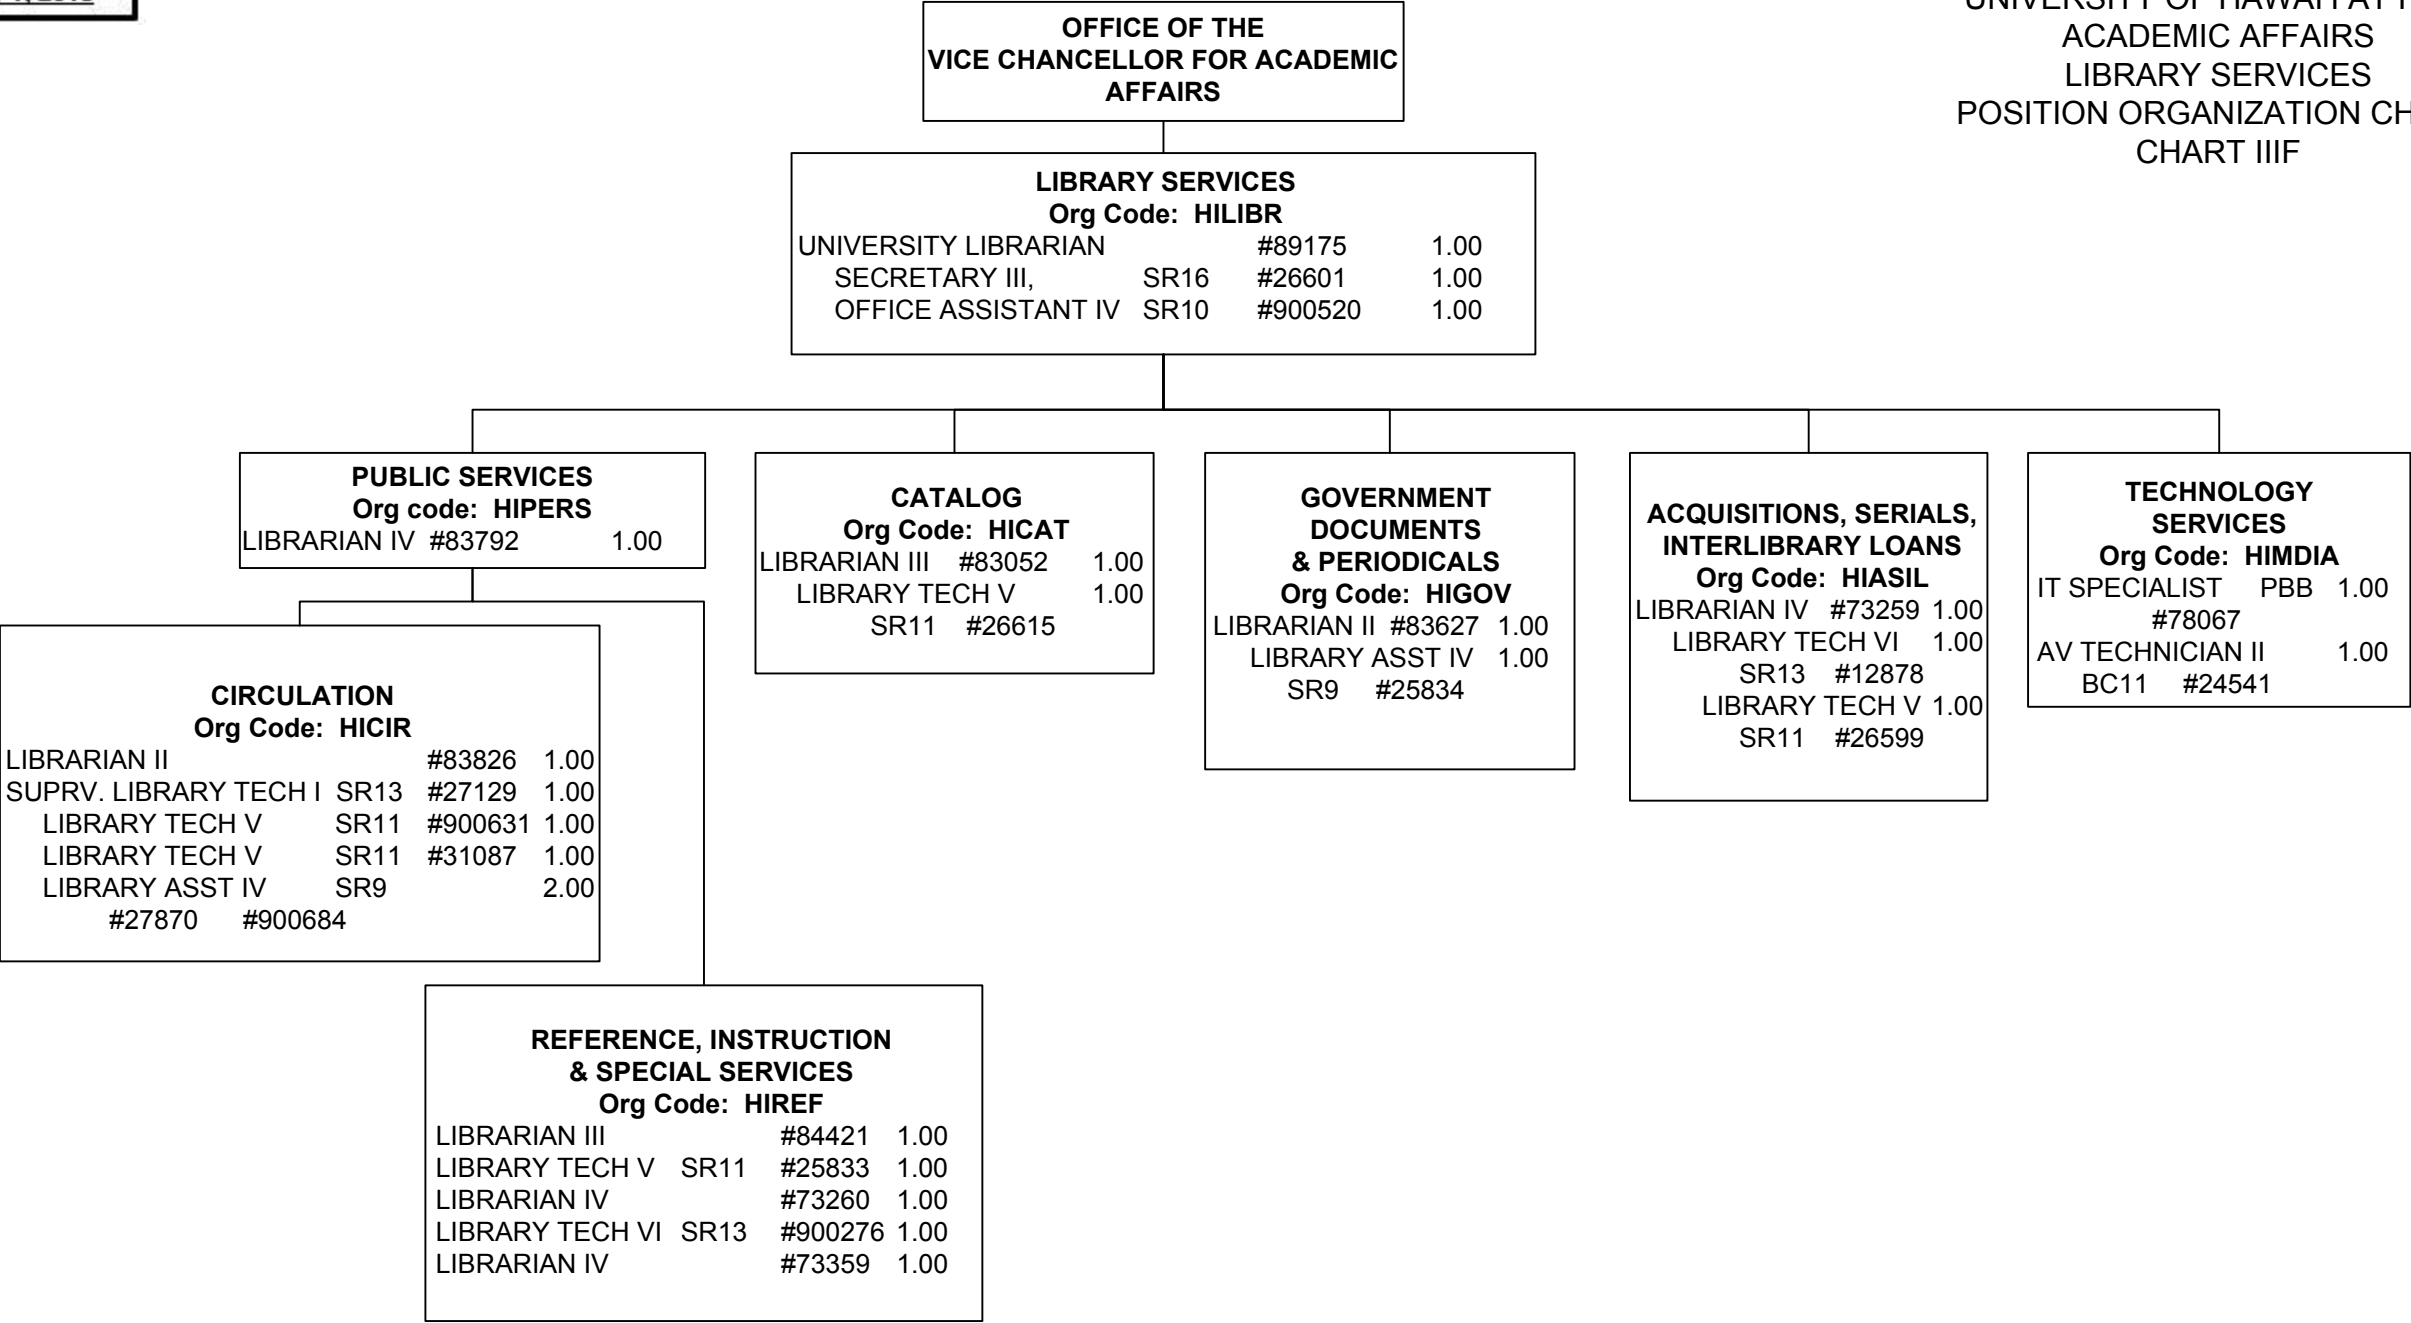 OFFICE OF THE
VICE CHANCELLOR FOR ACADEMIC
AFFAIRS
ACADEMIC AFFAIRS
LIBRARY SERVICES
POSITION ORGANIZATION
CHART IIIF
LIBRARY SERVICES
Org Code: HILIBR
UNIVERSITY LIBRARIAN #89175 1.00
SECRETARY III, SR16 #26601 1.00
OFFICE ASSISTANT IV SR10 #900520 1.00
PUBLIC SERVICES
Org code: HIPERS
LIBRARIAN IV #83792 1.00
CATALOG
Org Code: HICAT
LIBRARIAN III #83052 1.00
LIBRARY TECH V 1.00
SR11 #26615
GOVERNMENT
DOCUMENTS
& PERIODICALS
Org Code: HIGOV
LIBRARIAN II #83627 1.00
LIBRARY ASST IV 1.00
SR9 #25834
ACQUISITIONS, SERIALS,
INTERLIBRARY LOANS
Org Code: HIASIL
LIBRARIAN IV #73259 1.00
LIBRARY TECH VI 1.00
SR13 #12878
LIBRARY TECH V 1.00
SR11 #26599
TECHNOLOGY
SERVICES
Org Code: HIMDIA
IT SPECIALIST PBB 1.00
#78067
AV TECHNICIAN II 1.00
BC11 #24541
CIRCULATION
Org Code: HICIR
LIBRARIAN II #83826 1.00
SUPRV. LIBRARY TECH I SR13 #27129 1.00
LIBRARY TECH V SR11 #900631 1.00
LIBRARY TECH V SR11 #31087 1.00
LIBRARY ASST IV SR9 2.00
#27870 #900684
REFERENCE, INSTRUCTION
& SPECIAL SERVICES
Org Code: HIREF
LIBRARIAN III #84421 1.00
LIBRARY TECH V SR11 #25833 1.00
LIBRARIAN IV #73260 1.00
LIBRARY TECH VI SR13 #900276 1.00
LIBRARIAN IV #73359 1.00